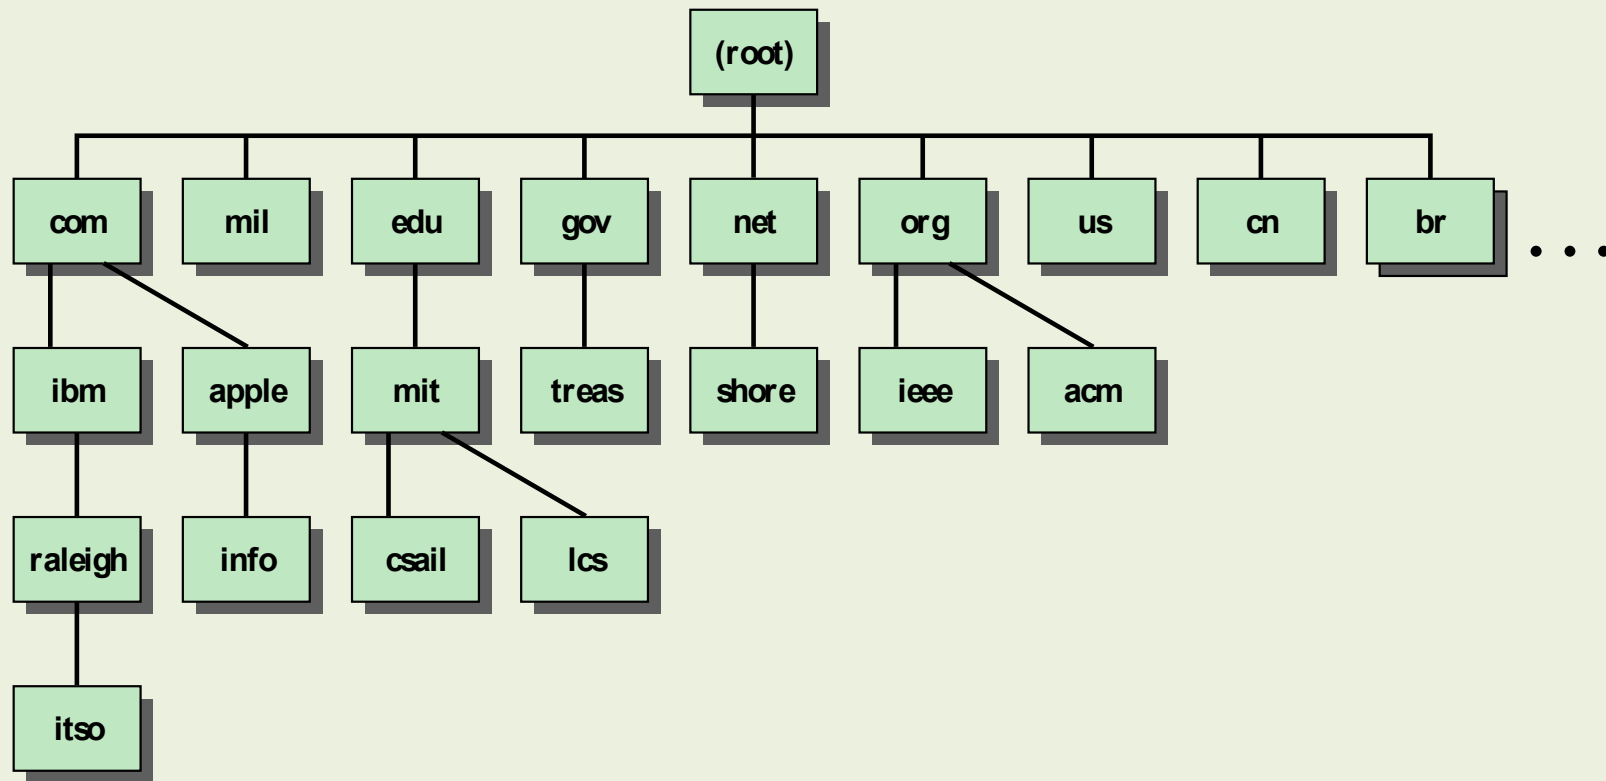 (root)
com mil edu gov net org us cn br . . .
ibm apple mit treas shore ieee acm
raleigh info csail lcs
itso